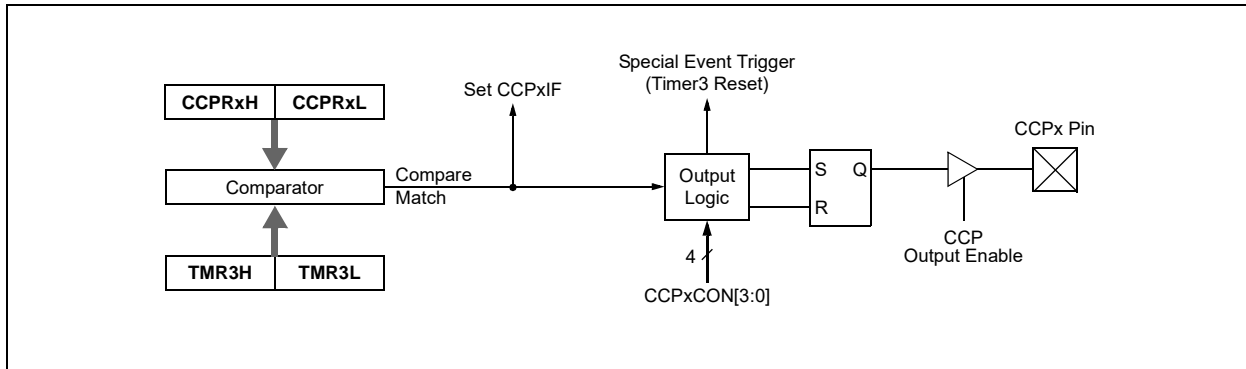 Special Event Trigger
(Timer3 Reset)
Set CCPxIF
CCPRxH CCPRxL
CCPx Pin
Comparator
Compare
Match
Output
Logic
S Q
R
TMR3H TMR3L
4
CCP
Output Enable
CCPxCON[3:0]